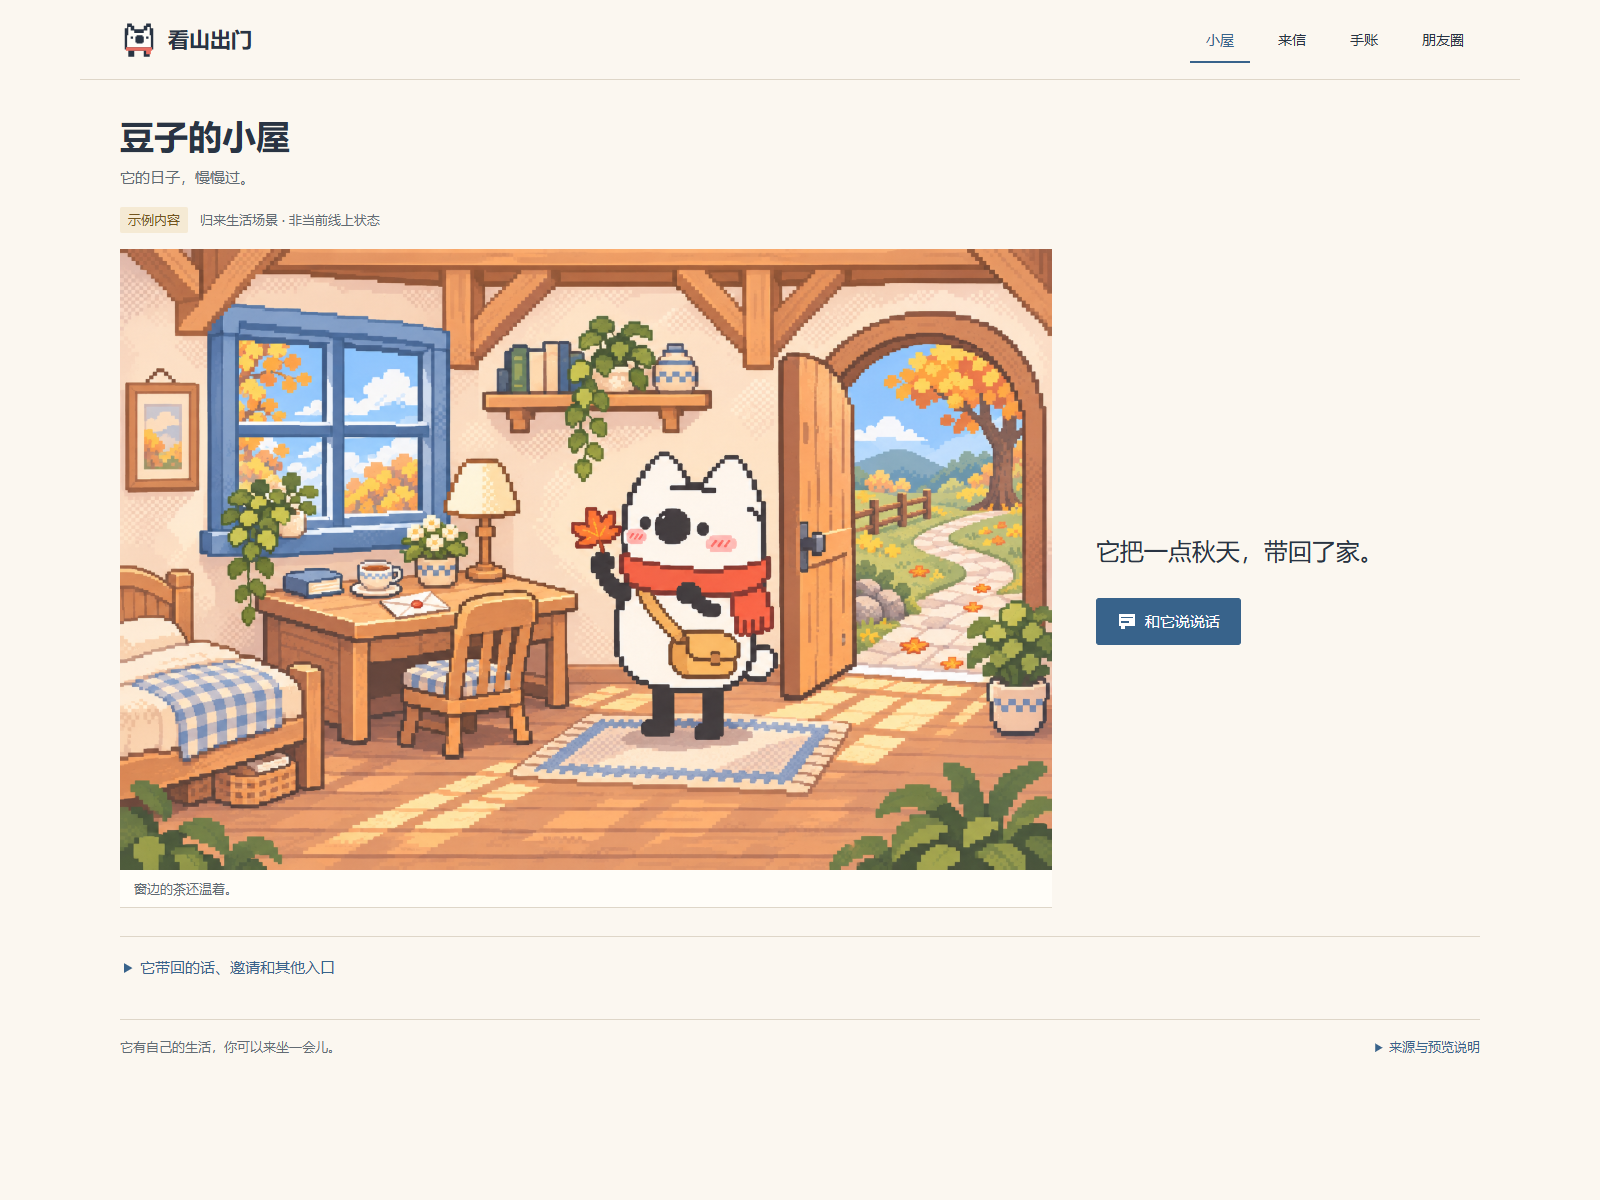 看山出门
小屋
来信
手账
朋友圈
豆子的小屋
它的日子，慢慢过。
示例内容
归来生活场景 · 非当前线上状态
它把一点秋天，带回了家。
和它说说话
窗边的茶还温着。
它带回的话、邀请和其他入口
它有自己的生活，你可以来坐一会儿。
来源与预览说明